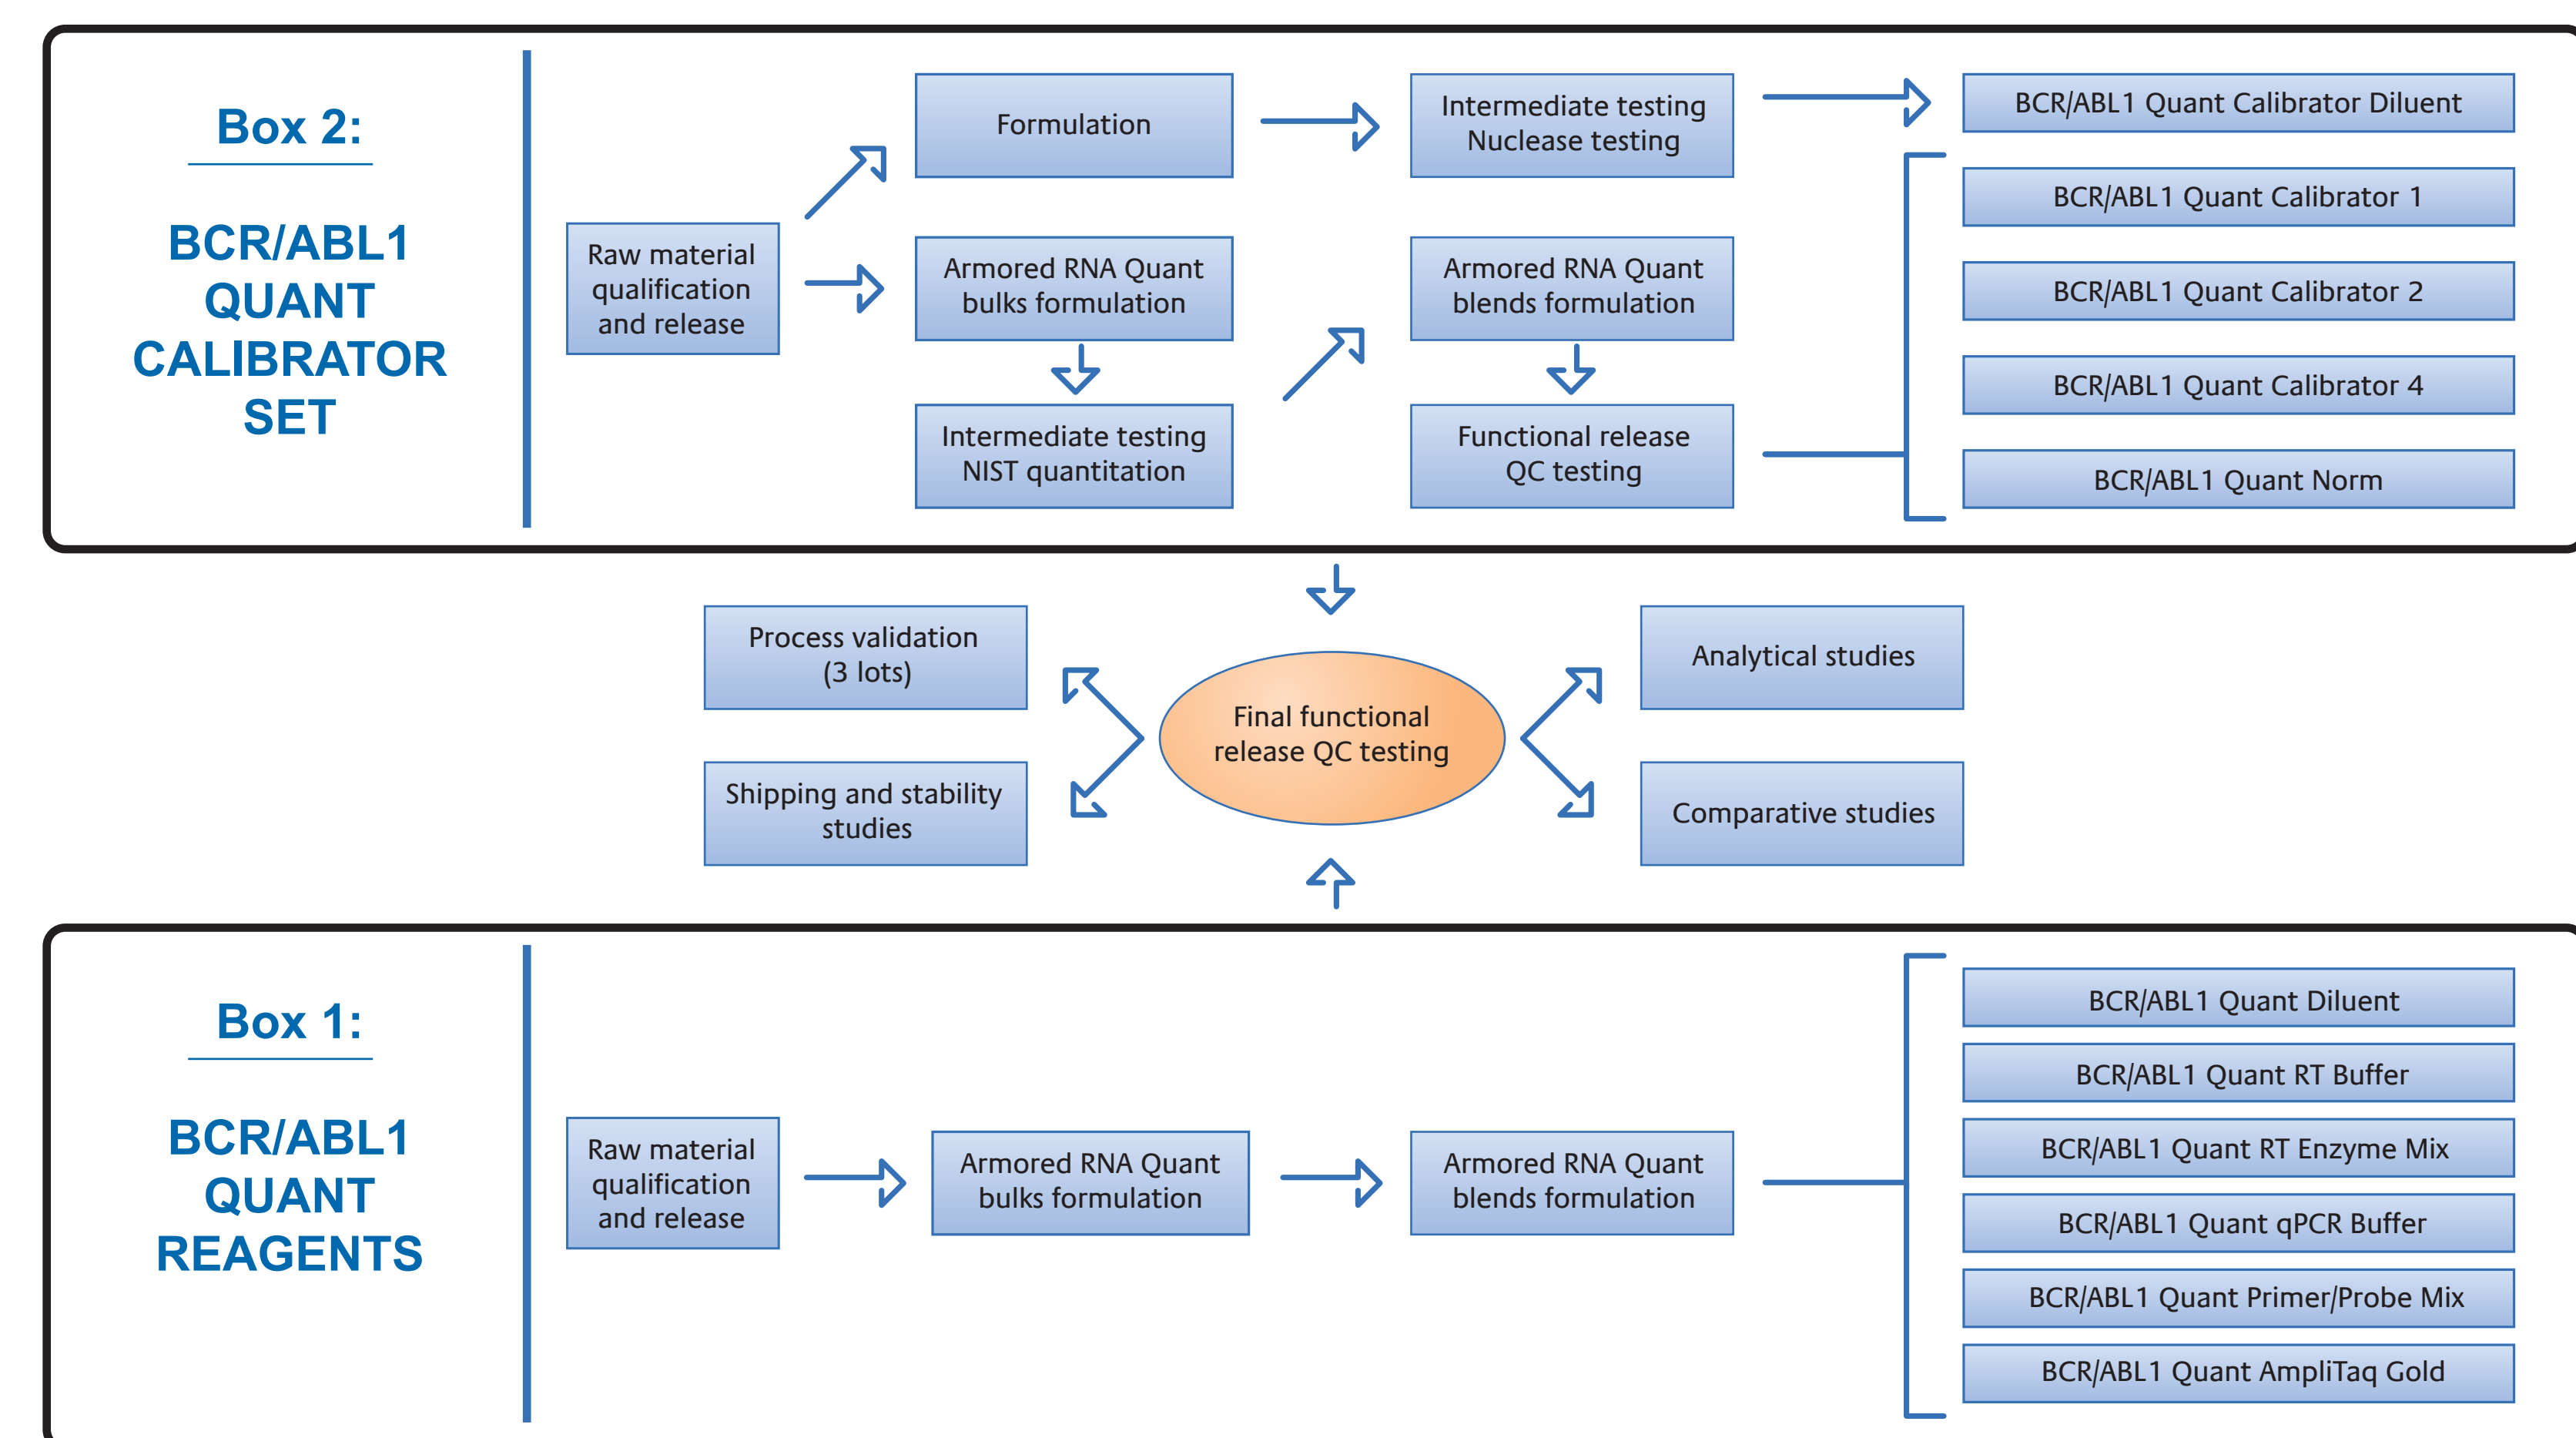 Box 2:
BCR/ABL1
QUANT
CALIBRATOR
SET
Raw material
qualification
and release
Formulation
Intermediate testing
Nuclease testing
BCR/ABL1 Quant Calibrator Diluent
Armored RNA Quant
bulks formulation
Intermediate testing
NIST quantitation
Armored RNA Quant
blends formulation
Functional release
QC testing
BCR/ABL1 Quant Calibrator 1
BCR/ABL1 Quant Calibrator 2
BCR/ABL1 Quant Calibrator 4
BCR/ABL1 Quant Norm
Process validation
(3 lots)
Shipping and stability
studies
Final functional
release QC testing
Analytical studies
Comparative studies
Box 1:
BCR/ABL1
QUANT
REAGENTS
Raw material
qualification
and release
Armored RNA Quant
bulks formulation
Armored RNA Quant
blends formulation
BCR/ABL1 Quant Diluent
BCR/ABL1 Quant RT Buffer
BCR/ABL1 Quant RT Enzyme Mix
BCR/ABL1 Quant qPCR Buffer
BCR/ABL1 Quant Primer/Probe Mix
BCR/ABL1 Quant AmpliTaq Gold